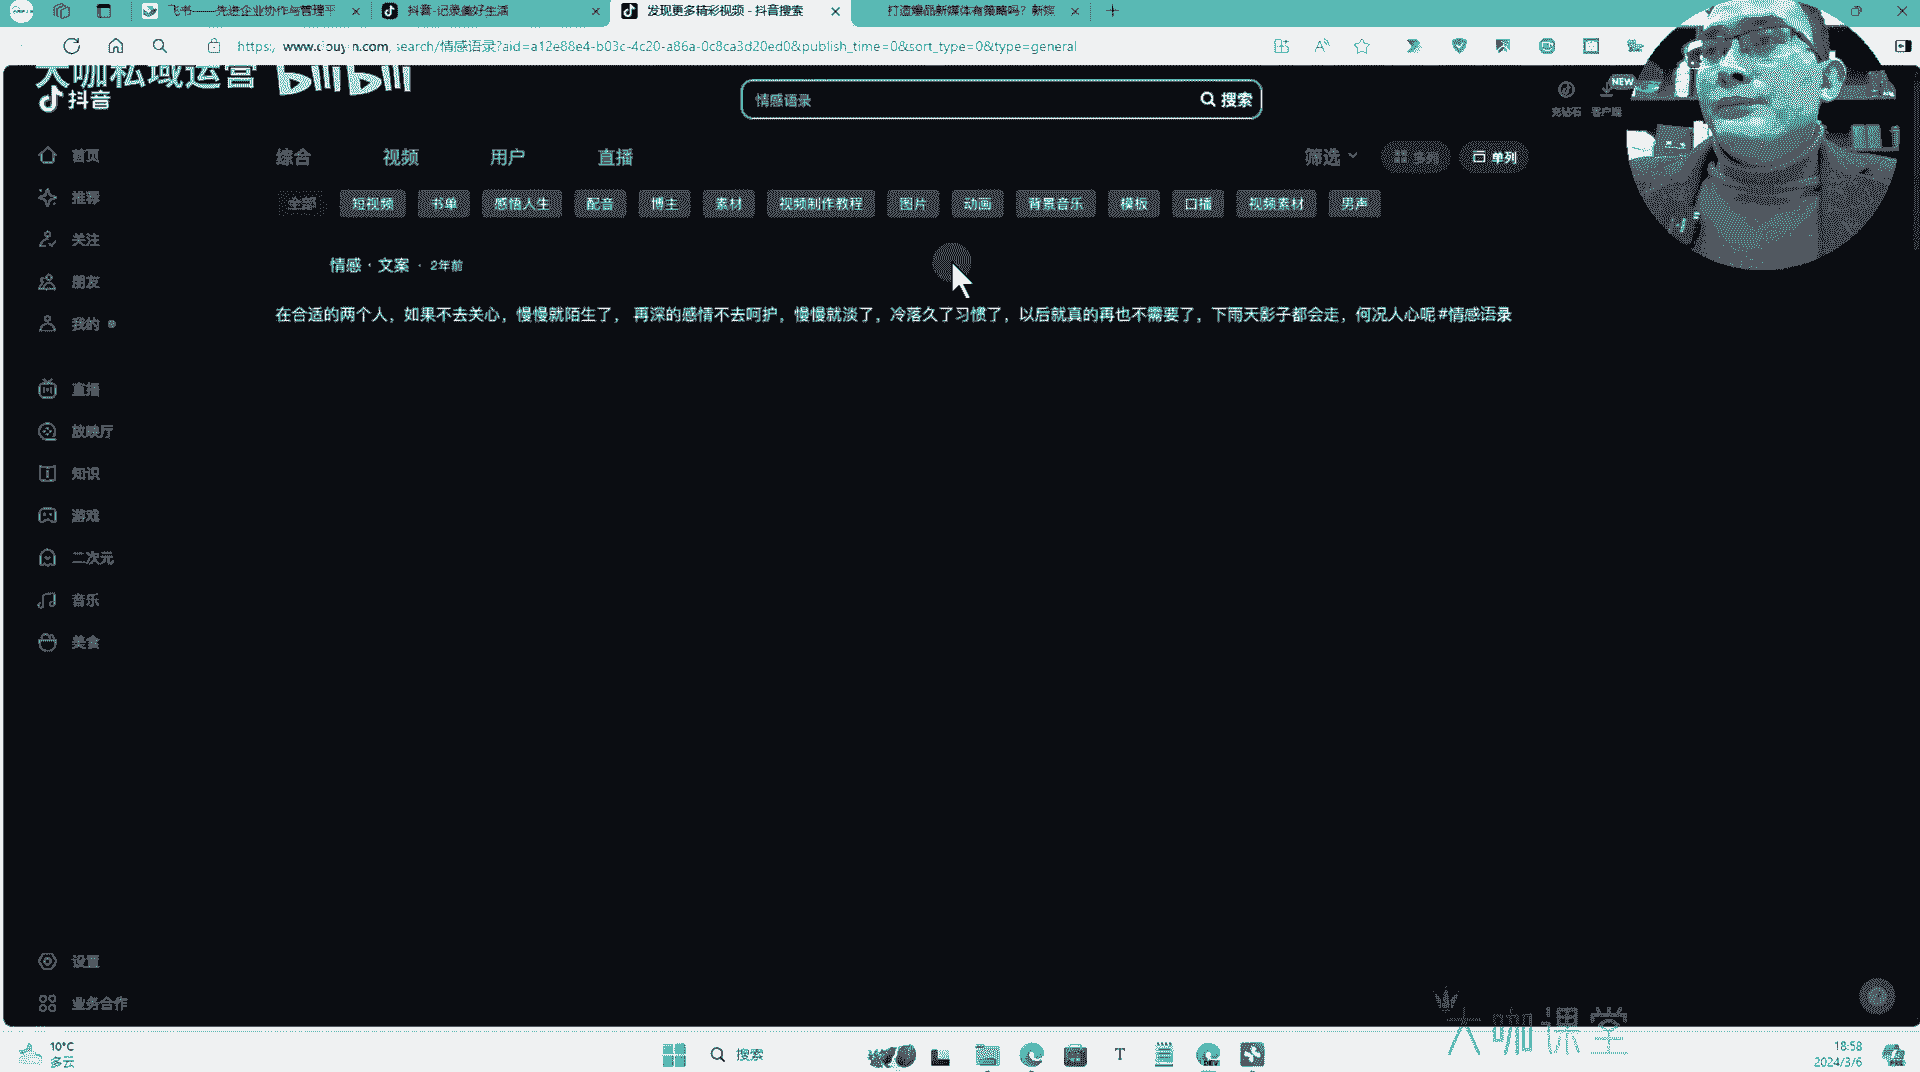 飞书——先进企业协作与管理平
抖音-记录美好生活
发现更多精彩视频 - 抖音搜索
打造爆品新媒体有策略吗？新媒
search/情感语录?aid=a12e88e4-b03c-4c20-a86a-0c8ca3d20ed0&publish_time=0&sort_type=0&type=general
大咖私域运营 bilibili
抖音
情感语录
搜索
充钻石
客户端
NEW
首页
推荐
关注
朋友
我的
直播
放映厅
知识
游戏
二次元
音乐
美食
设置
业务合作
综合 视频 用户 直播
筛选 多列 单列
全部 短视频 书单 感悟人生 配音 博主 素材 视频制作教程 图片 动画 背景音乐 模板 口播 视频素材 男声
情感·文案 · 2年前
在合适的两个人，如果不去关心，慢慢就陌生了， 再深的感情不去呵护，慢慢就淡了，冷落久了习惯了，以后就真的再也不需要了，下雨天影子都会走，何况人心呢#情感语录
大咖课堂
10°C
多云
搜索
18:58
2024/3/6